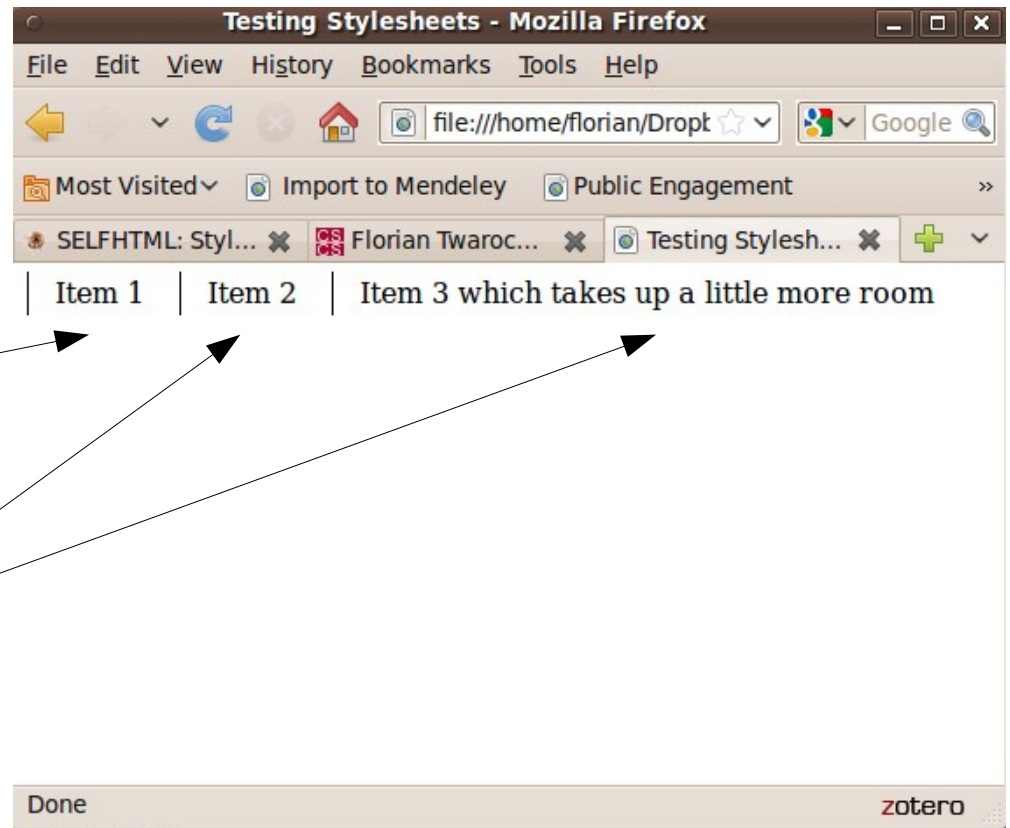 Testing Stylesheets - Mozilla Firefox
File Edit View History Bookmarks Tools Help
file:///home/florian/Dropb Google
Most Visited Import to Mendeley Public Engagement »
SELFHTML: Styl... CSCS Florian Twaroc... Testing Stylesh...
Item 1 Item 2 Item 3 which takes up a little more room
Done zotero